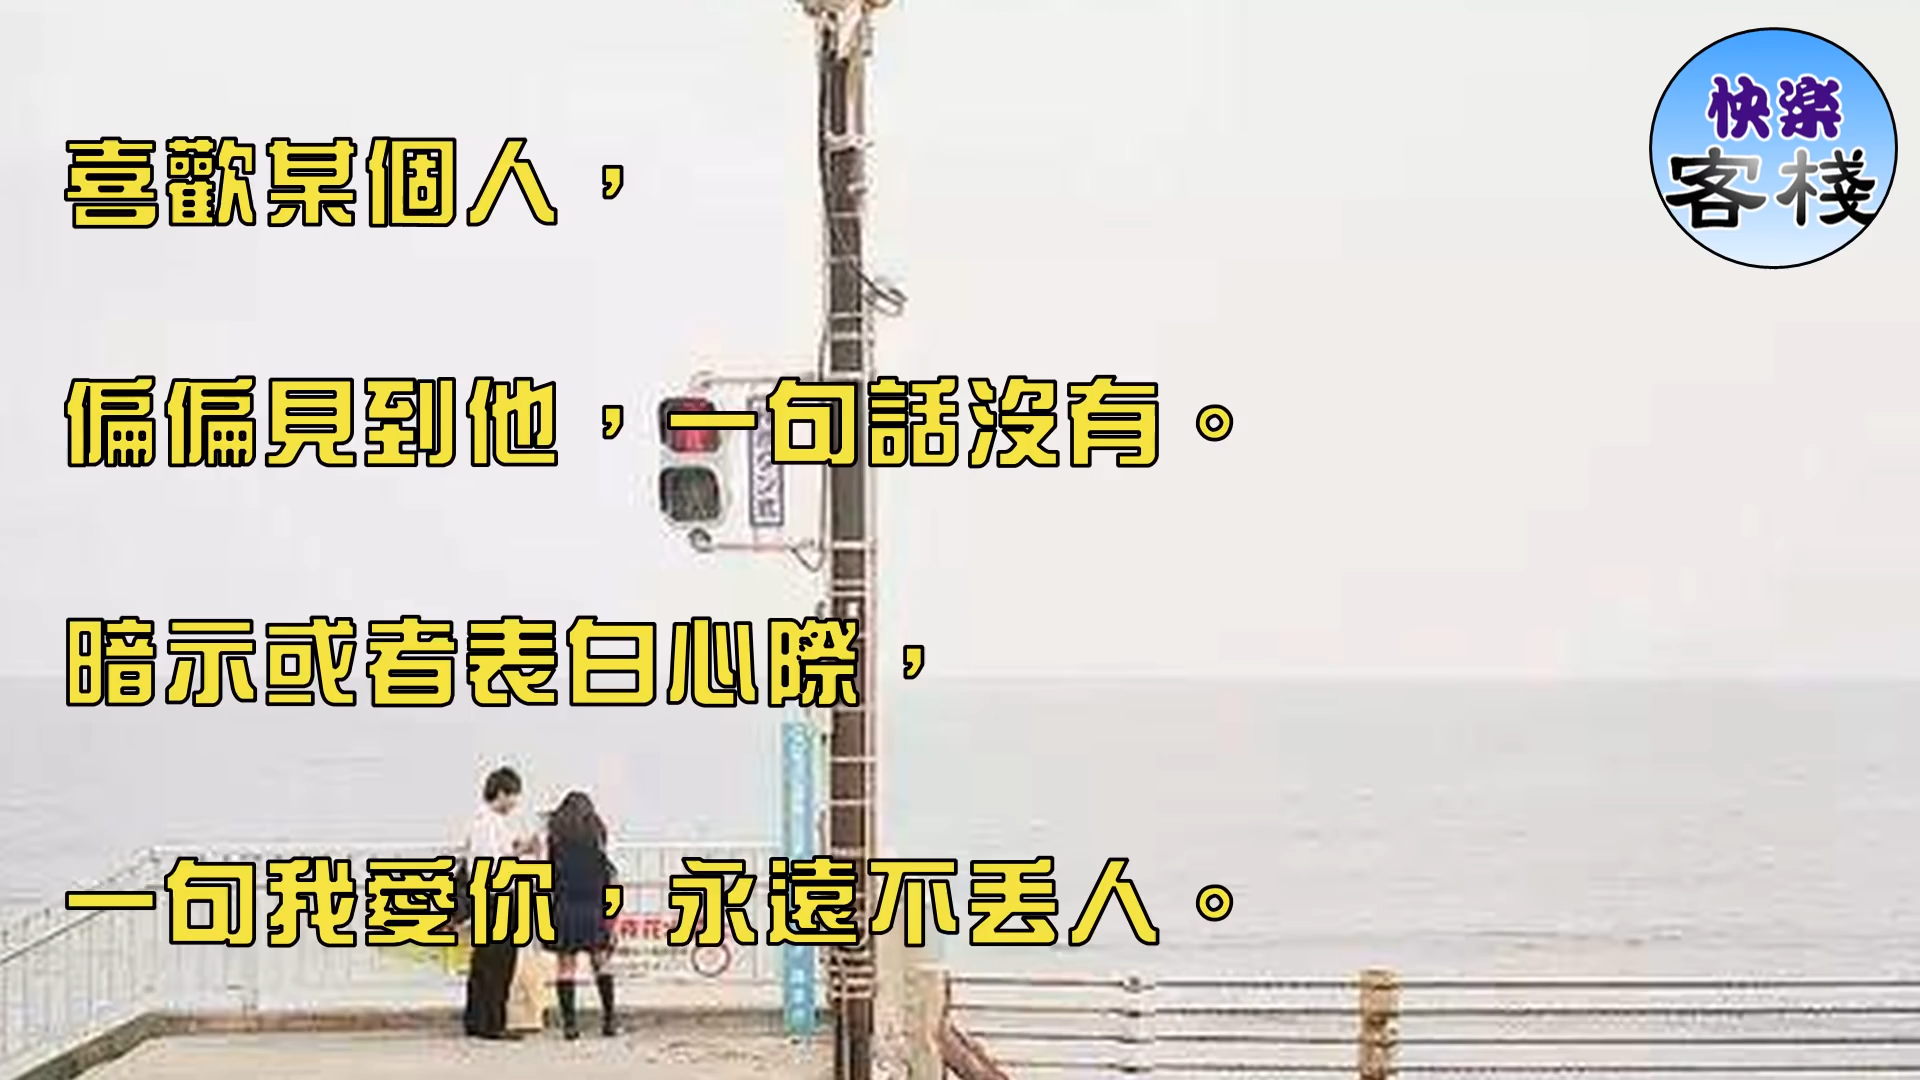 喜歡某個人，
偏偏見到他，一句話沒有。
暗示或者表白心際，
一句我愛你，永遠不丟人。
快樂
客棧